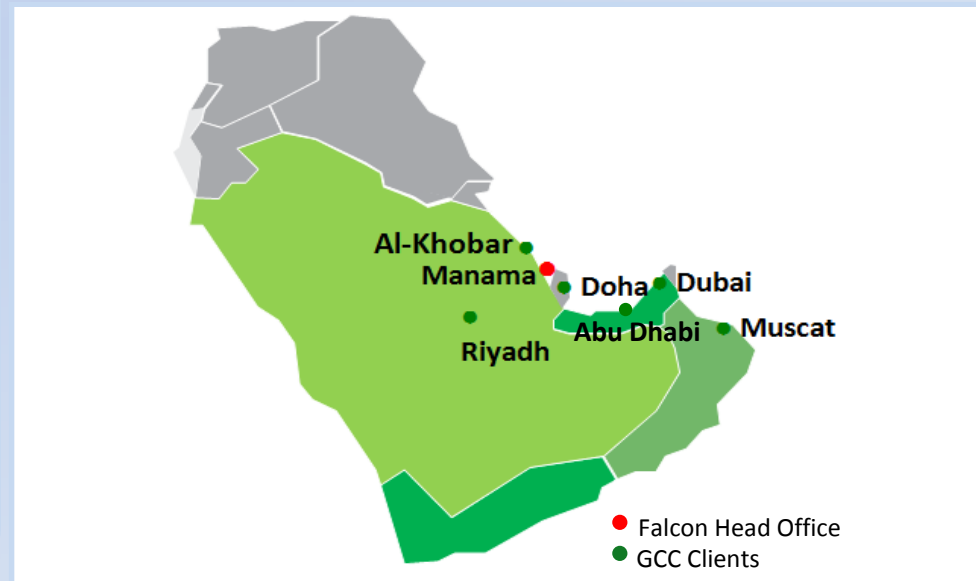 Al-Khobar
Manama
Doha
Dubai
Abu Dhabi
Muscat
Riyadh
Falcon Head Office
GCC Clients